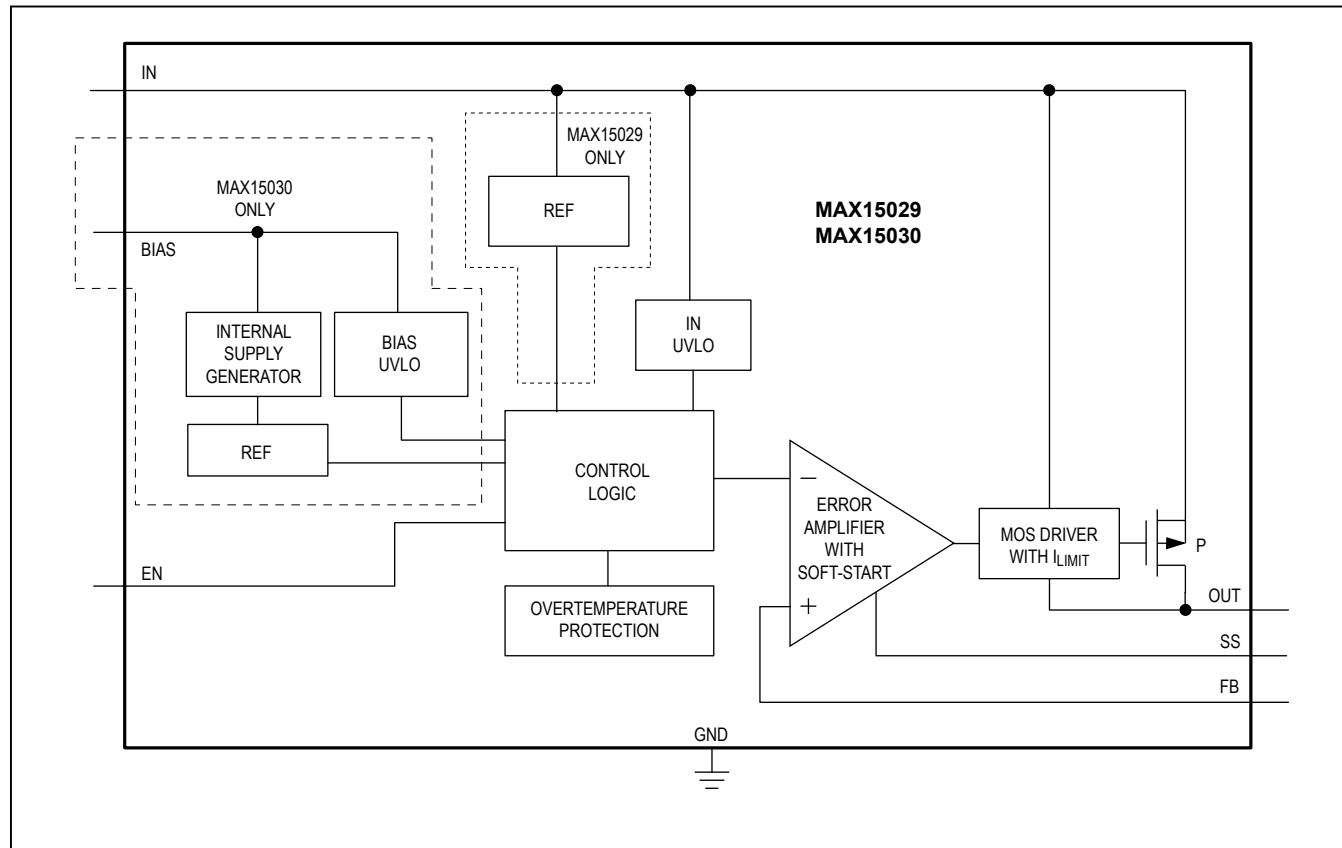 IN
MAX15029
ONLY
MAX15030
ONLY
REF
MAX15029
MAX15030
BIAS
INTERNAL
SUPPLY
GENERATOR
BIAS
UVLO
IN
UVLO
REF
CONTROL
LOGIC
−
ERROR
AMPLIFIER
WITH
SOFT-START
+
MOS DRIVER
WITH ILIMIT
P
EN
OVERTEMPERATURE
PROTECTION
OUT
SS
FB
GND